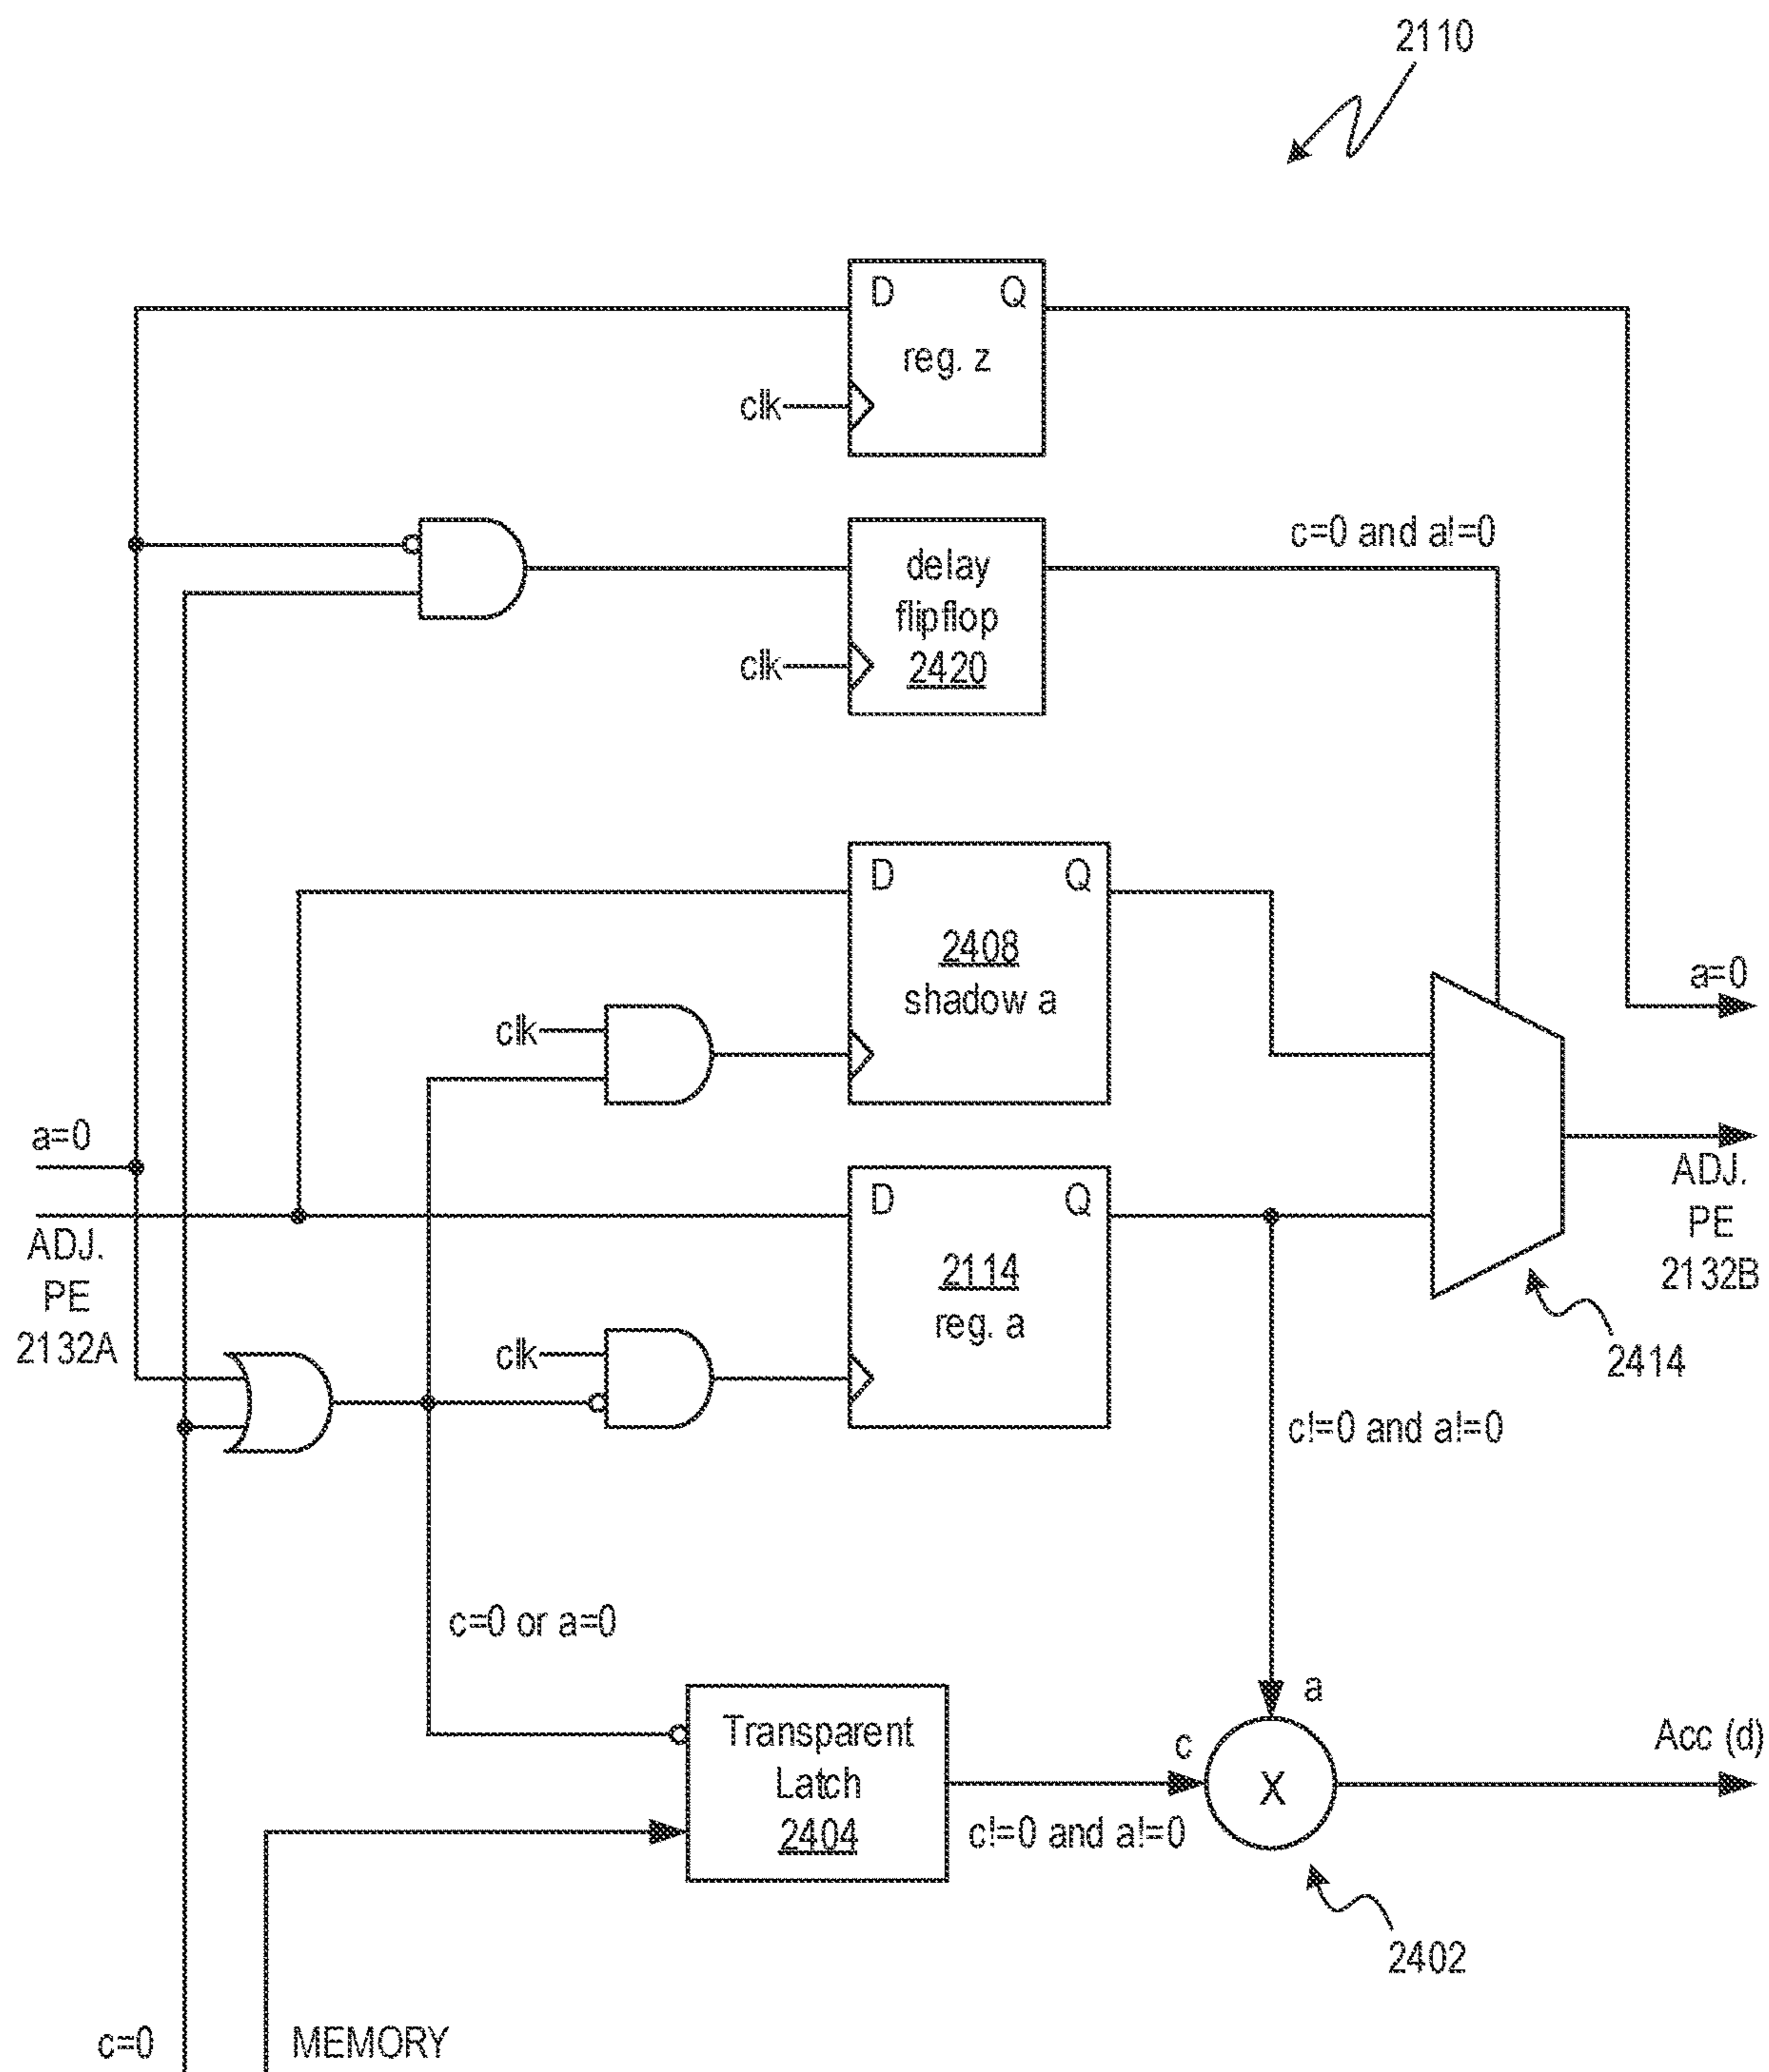 2110
D Q
reg. z
clk
c=0 and a!=0
delay
flipflop
2420
clk
D Q
2408
shadow a
clk
a=0
a=0
ADJ.
PE
2132B
D Q
2114
reg. a
ADJ.
PE
2132A
clk
2414
c!=0 and a!=0
c=0 or a=0
a
Transparent
Latch
2404
c
X
Acc (d)
c!=0 and a!=0
2402
c=0
MEMORY